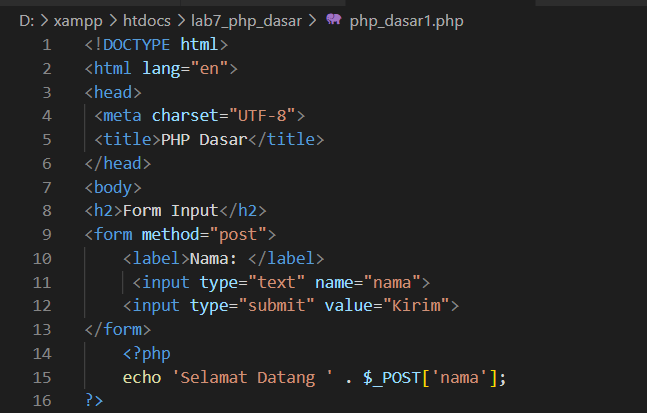 D: > xampp > htdocs > lab7_php_dasar > php_dasar1.php
1 <!DOCTYPE html>
2 <html lang="en">
3 <head>
4 <meta charset="UTF-8">
5 <title>PHP Dasar</title>
6 </head>
7 <body>
8 <h2>Form Input</h2>
9 <form method="post">
10 <label>Nama: </label>
11 <input type="text" name="nama">
12 <input type="submit" value="Kirim">
13 </form>
14 <?php
15 echo 'Selamat Datang ' . $_POST['nama'];
16 ?>